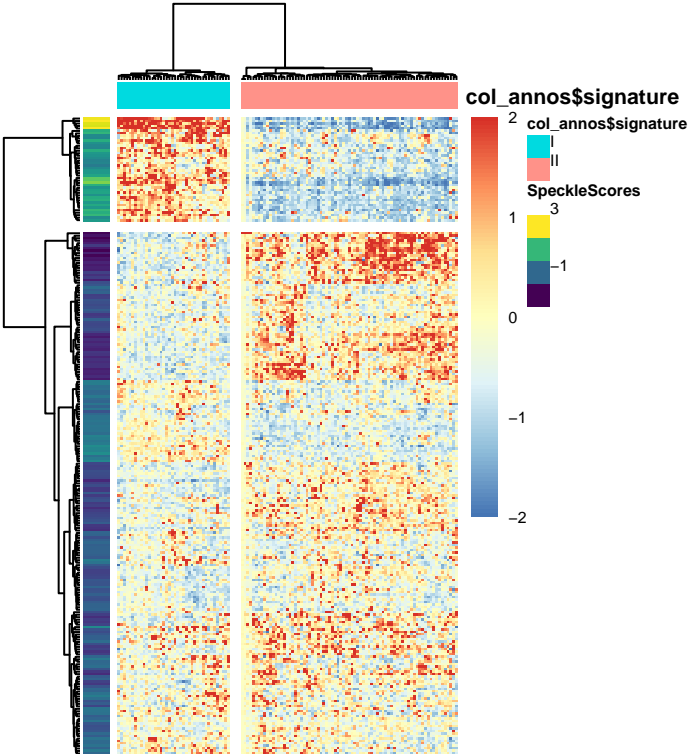 col_annos$signature
2
1
0
−1
−2
col_annos$signature
I
II
SpeckleScores
3
−1